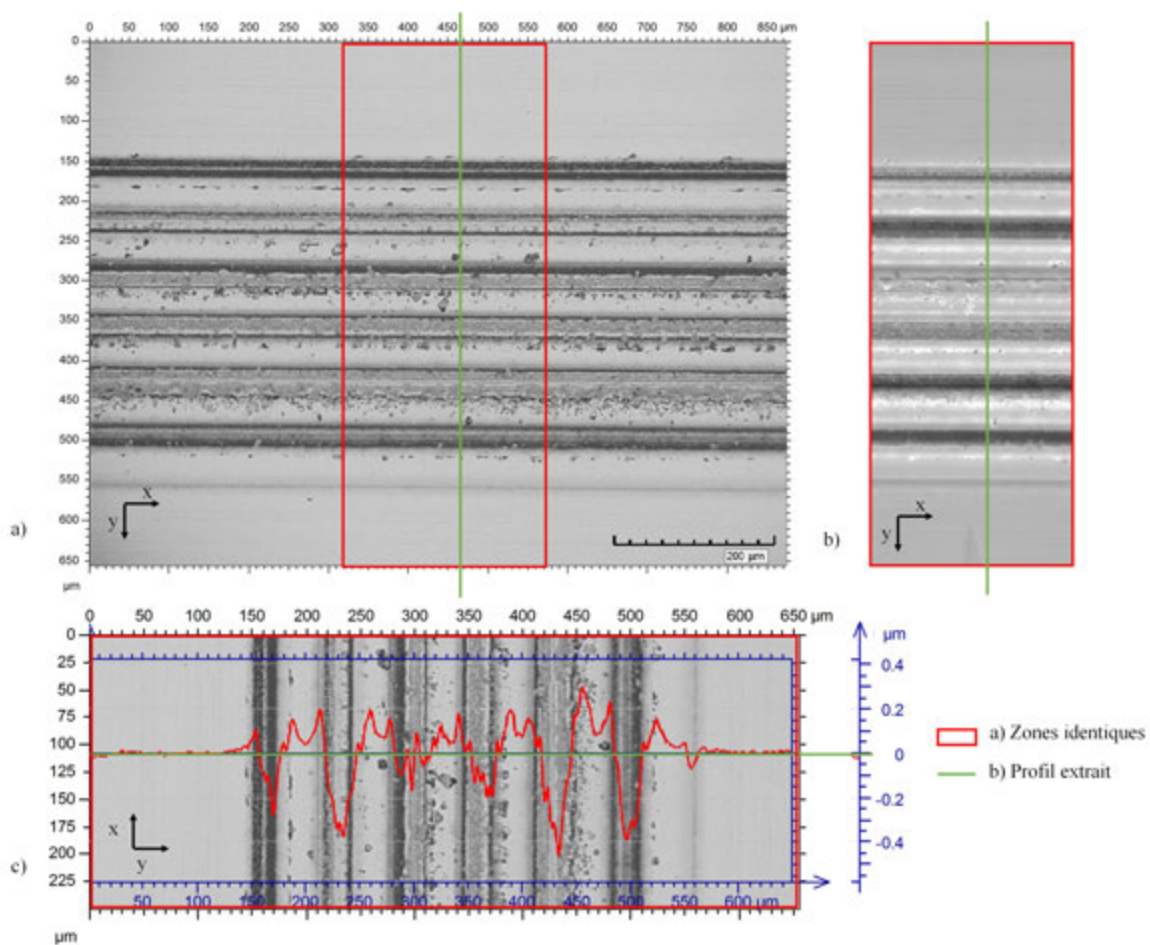 0 50 100 150 200 250 300 350 400 450 500 550 600 650 700 750 800 850 µm
0
50
100
150
200
250
300
350
400
450
500
550
600
650
µm
x
y
a)
200 µm
x
y
b)
0 50 100 150 200 250 300 350 400 450 500 550 600 650 µm
0
25
50
75
100
125
150
175
200
225
µm
x
y
c)
0 50 100 150 200 250 300 350 400 450 500 550 600 µm
µm
0.4
0.2
0
-0.2
-0.4
a) Zones identiques
b) Profil extrait